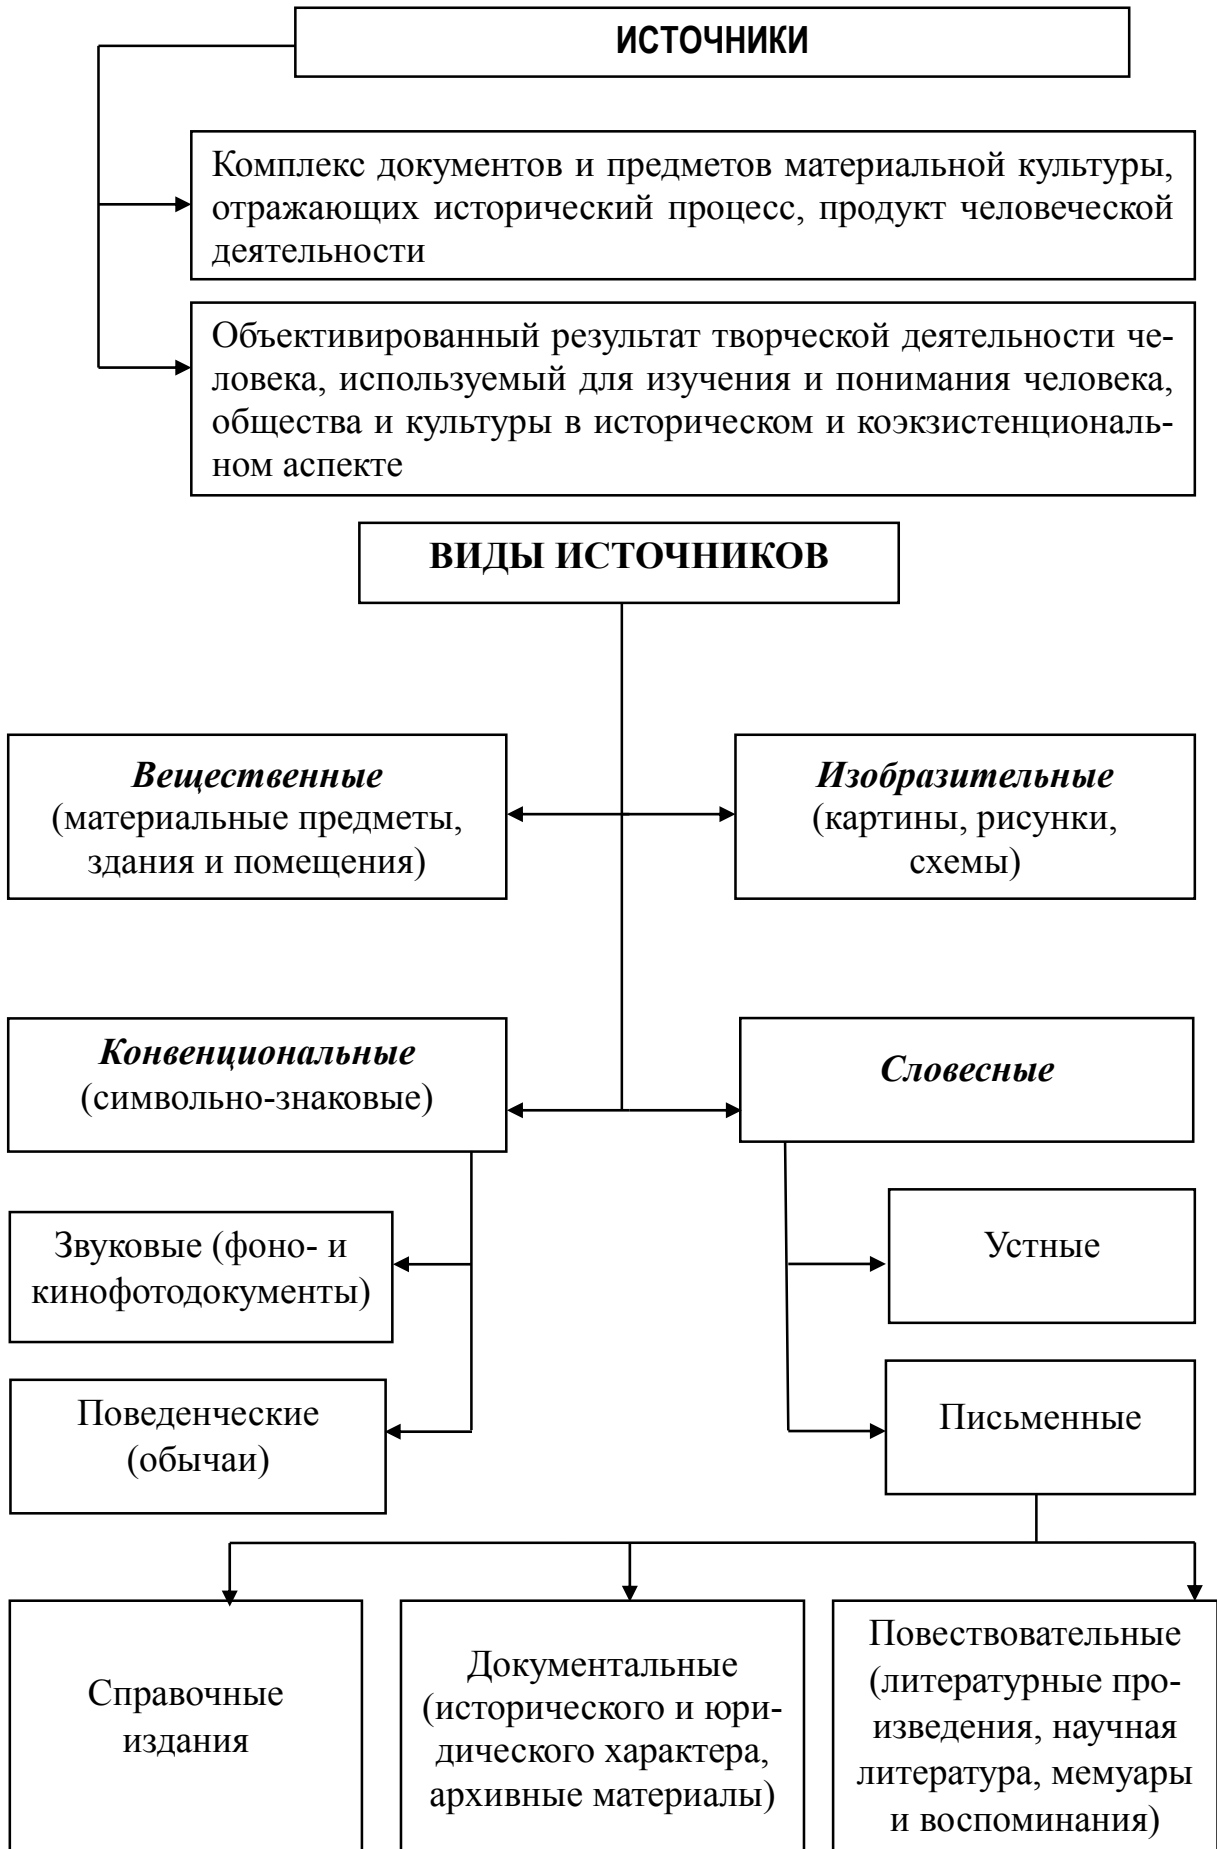 ИСТОЧНИКИ
Комплекс документов и предметов материальной культуры,
отражающих исторический процесс, продукт человеческой
деятельности
Объективированный результат творческой деятельности че-
ловека, используемый для изучения и понимания человека,
общества и культуры в историческом и коэкзистенциональ-
ном аспекте
ВИДЫ ИСТОЧНИКОВ
Вещественные
(материальные предметы,
здания и помещения)
Изобразительные
(картины, рисунки,
схемы)
Конвенциональные
(символьно-знаковые)
Словесные
Звуковые (фоно- и
кинофотодокументы)
Устные
Поведенческие
(обычаи)
Письменные
Справочные
издания
Документальные
(исторического и юри-
дического характера,
архивные материалы)
Повествовательные
(литературные про-
изведения, научная
литература, мемуары
и воспоминания)